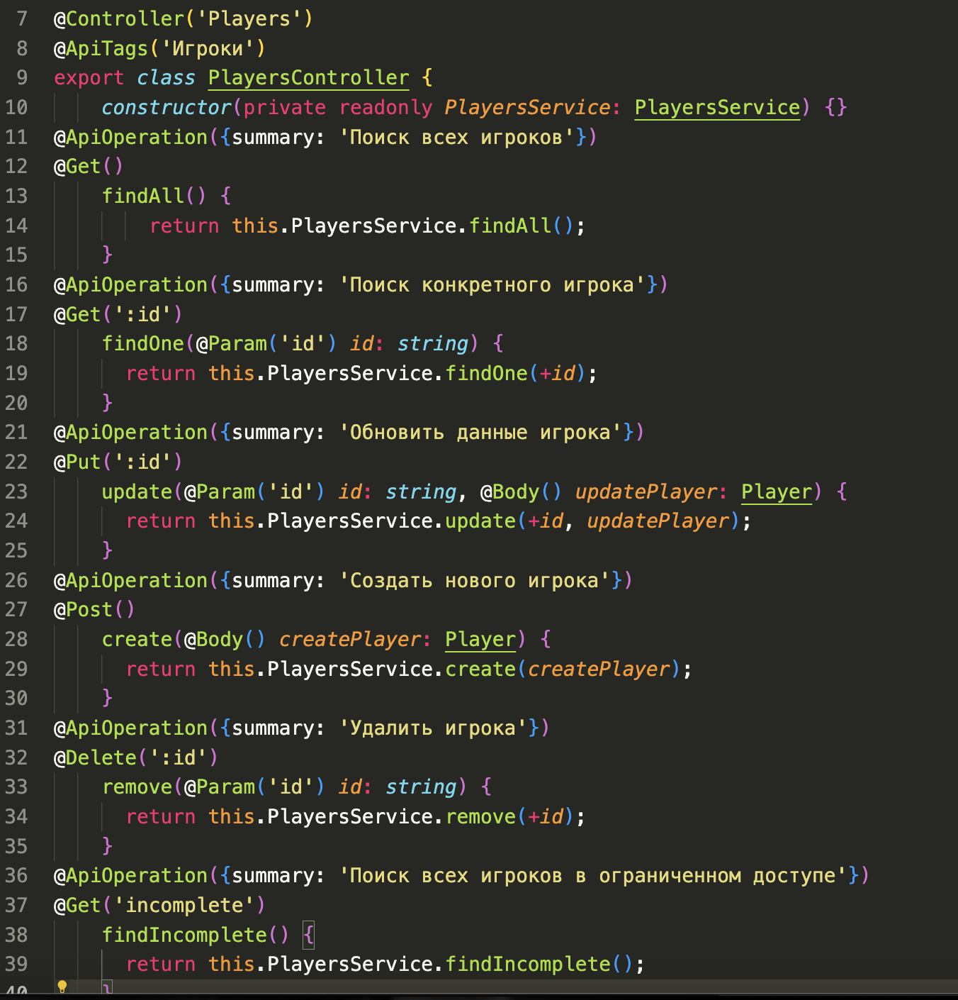 7 @Controller('Players')
8 @ApiTags('Игроки')
9 export class PlayersController {
10 constructor(private readonly PlayersService: PlayersService) {}
11 @ApiOperation({summary: 'Поиск всех игроков'})
12 @Get()
13 findAll() {
14 return this.PlayersService.findAll();
15 }
16 @ApiOperation({summary: 'Поиск конкретного игрока'})
17 @Get(':id')
18 findOne(@Param('id') id: string) {
19 return this.PlayersService.findOne(+id);
20 }
21 @ApiOperation({summary: 'Обновить данные игрока'})
22 @Put(':id')
23 update(@Param('id') id: string, @Body() updatePlayer: Player) {
24 return this.PlayersService.update(+id, updatePlayer);
25 }
26 @ApiOperation({summary: 'Создать нового игрока'})
27 @Post()
28 create(@Body() createPlayer: Player) {
29 return this.PlayersService.create(createPlayer);
30 }
31 @ApiOperation({summary: 'Удалить игрока'})
32 @Delete(':id')
33 remove(@Param('id') id: string) {
34 return this.PlayersService.remove(+id);
35 }
36 @ApiOperation({summary: 'Поиск всех игроков в ограниченном доступе'})
37 @Get('incomplete')
38 findIncomplete() {
39 return this.PlayersService.findIncomplete();
40 }